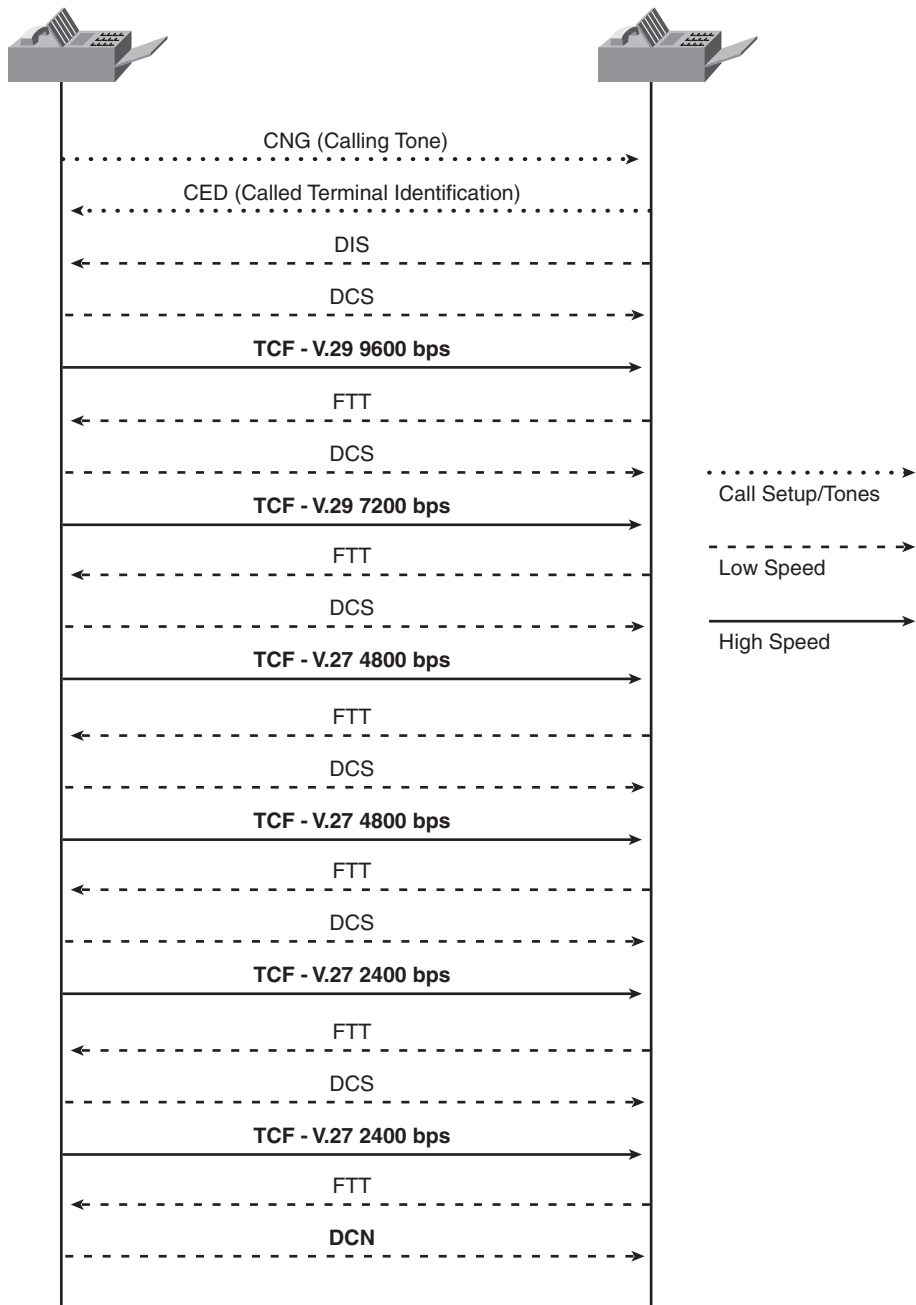 CNG (Calling Tone)
CED (Called Terminal Identification)
DIS
DCS
TCF - V.29 9600 bps
FTT
DCS
TCF - V.29 7200 bps
FTT
DCS
TCF - V.27 4800 bps
FTT
DCS
TCF - V.27 4800 bps
FTT
DCS
TCF - V.27 2400 bps
FTT
DCS
TCF - V.27 2400 bps
FTT
DCN
Call Setup/Tones
Low Speed
High Speed